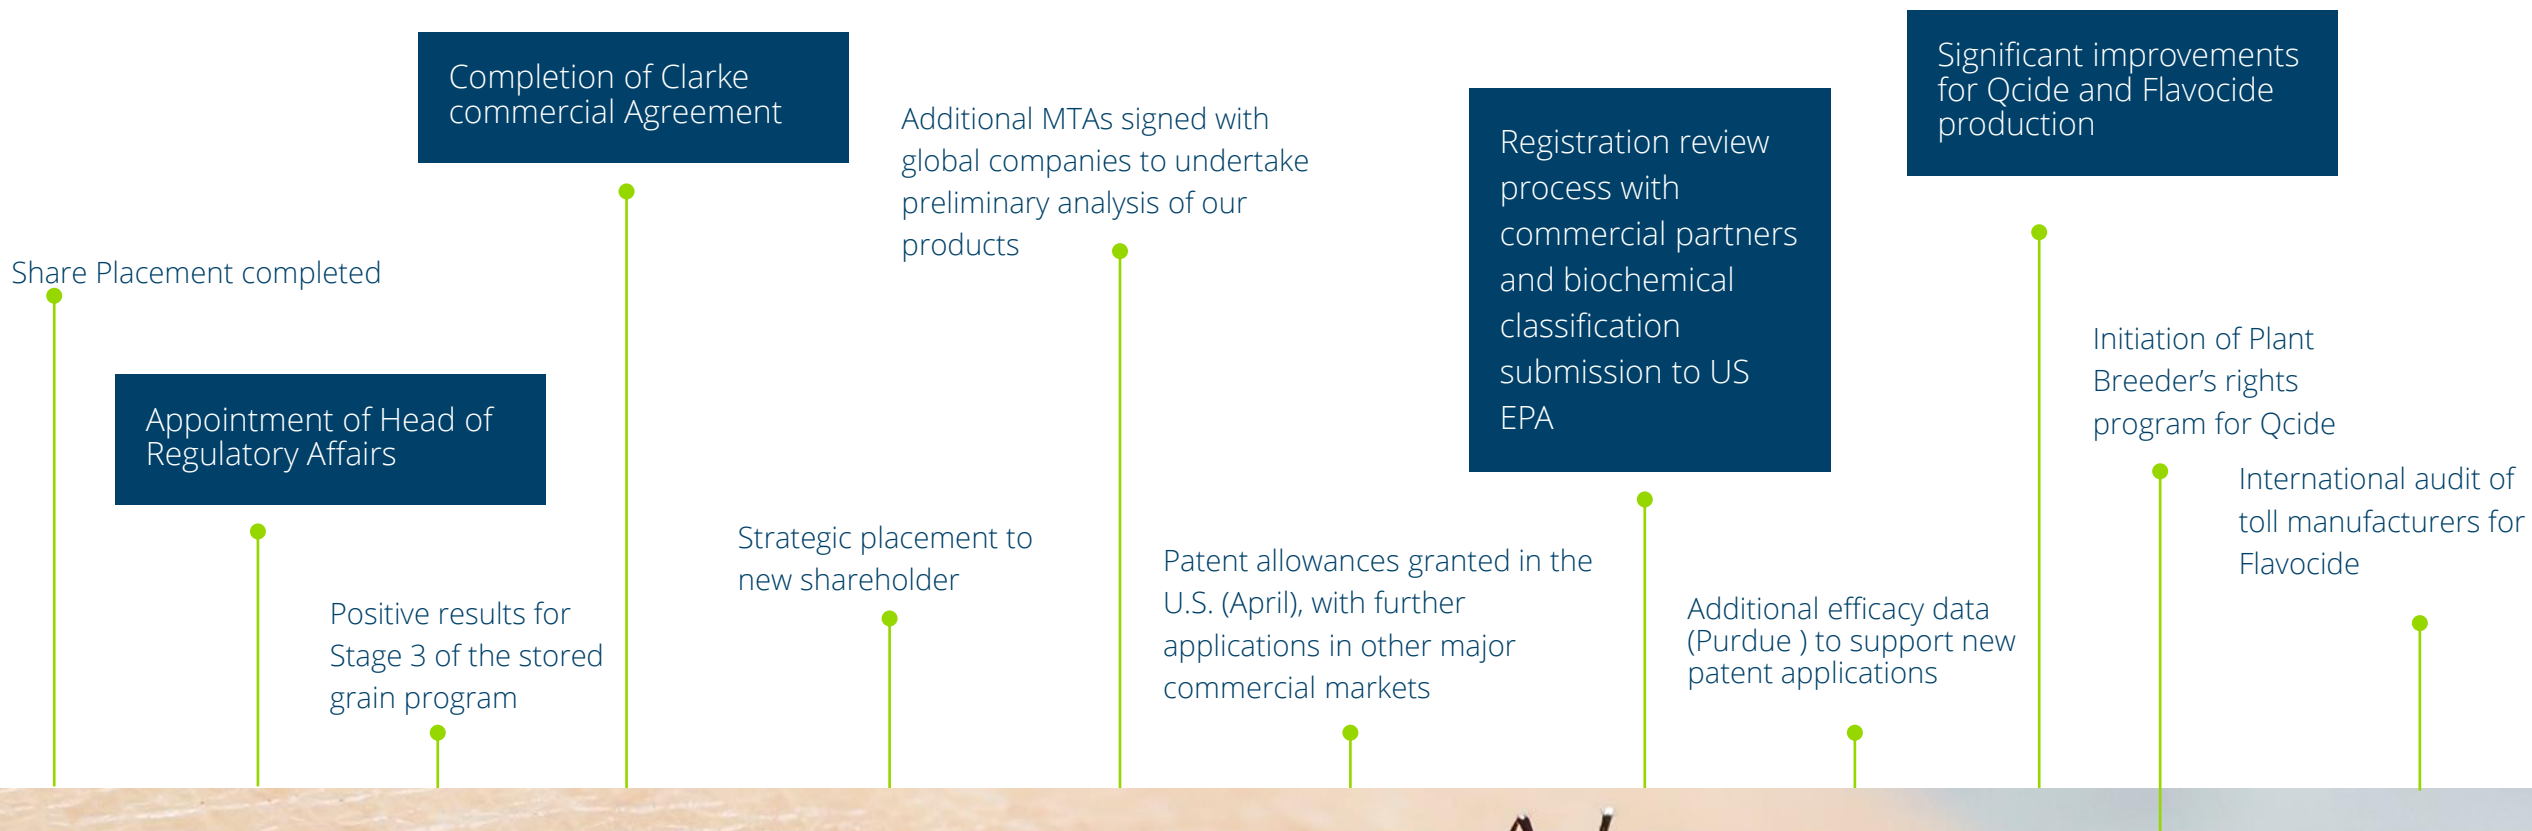 Share Placement completed
Appointment of Head of
Regulatory Affairs
Positive results for
Stage 3 of the stored
grain program
Completion of Clarke
commercial Agreement
Strategic placement to
new shareholder
Additional MTAs signed with
global companies to undertake
preliminary analysis of our
products
Patent allowances granted in the
U.S. (April), with further
applications in other major
commercial markets
Registration review
process with
commercial partners
and biochemical
classification
submission to US
EPA
Additional efficacy data
(Purdue ) to support new
patent applications
Significant improvements
for Qcide and Flavocide
production
Initiation of Plant
Breeder’s rights
program for Qcide
International audit of
toll manufacturers for
Flavocide